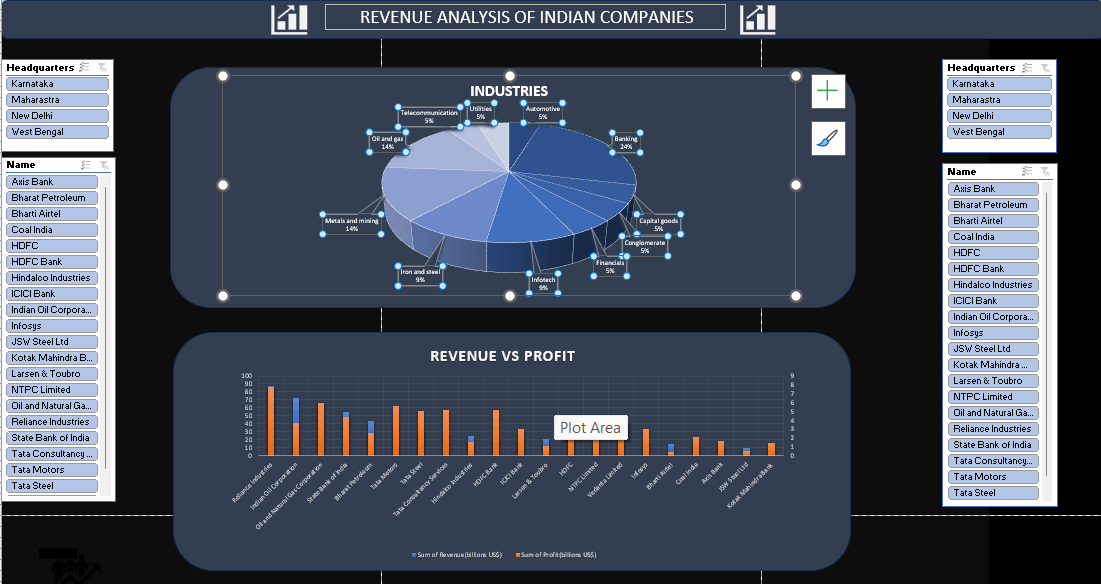 REVENUE ANALYSIS OF INDIAN COMPANIES
Headquarters
Karnataka
Maharastra
New Delhi
West Bengal
Name
Axis Bank
Bharat Petroleum
Bharti Airtel
Coal India
HDFC
HDFC Bank
Hindalco Industries
ICICI Bank
Indian Oil Corpora...
Infosys
JSW Steel Ltd
Kotak Mahindra B...
Larsen & Toubro
NTPC Limited
Oil and Natural Ga...
Reliance Industries
State Bank of India
Tata Consultancy ...
Tata Motors
Tata Steel
INDUSTRIES
Telecommunication
5%
Utilities
5%
Automotive
5%
Oil and gas
14%
Banking
24%
Metals and mining
14%
Capital goods
5%
Conglomerate
5%
Iron and steel
9%
Infotech
9%
Financials
5%
REVENUE VS PROFIT
100
90
80
70
60
50
40
30
20
10
0
9
8
7
6
5
4
3
2
1
0
Plot Area
Reliance Industries
Indian Oil Corporation
Oil and Natural Gas Corporation
State Bank of India
Bharat Petroleum
Tata Motors
Tata Steel
Tata Consultancy Services
Hindalco Industries
HDFC Bank
ICICI Bank
Larsen & Toubro
HDFC
NTPC Limited
Vedanta Limited
Infosys
Bharti Airtel
Coal India
Axis Bank
JSW Steel Ltd
Kotak Mahindra Bank
Sum of Revenue(billions US$)
Sum of Profit(billions US$)
Headquarters
Karnataka
Maharastra
New Delhi
West Bengal
Name
Axis Bank
Bharat Petroleum
Bharti Airtel
Coal India
HDFC
HDFC Bank
Hindalco Industries
ICICI Bank
Indian Oil Corpora...
Infosys
JSW Steel Ltd
Kotak Mahindra ...
Larsen & Toubro
NTPC Limited
Oil and Natural Ga...
Reliance Industries
State Bank of India
Tata Consultancy...
Tata Motors
Tata Steel